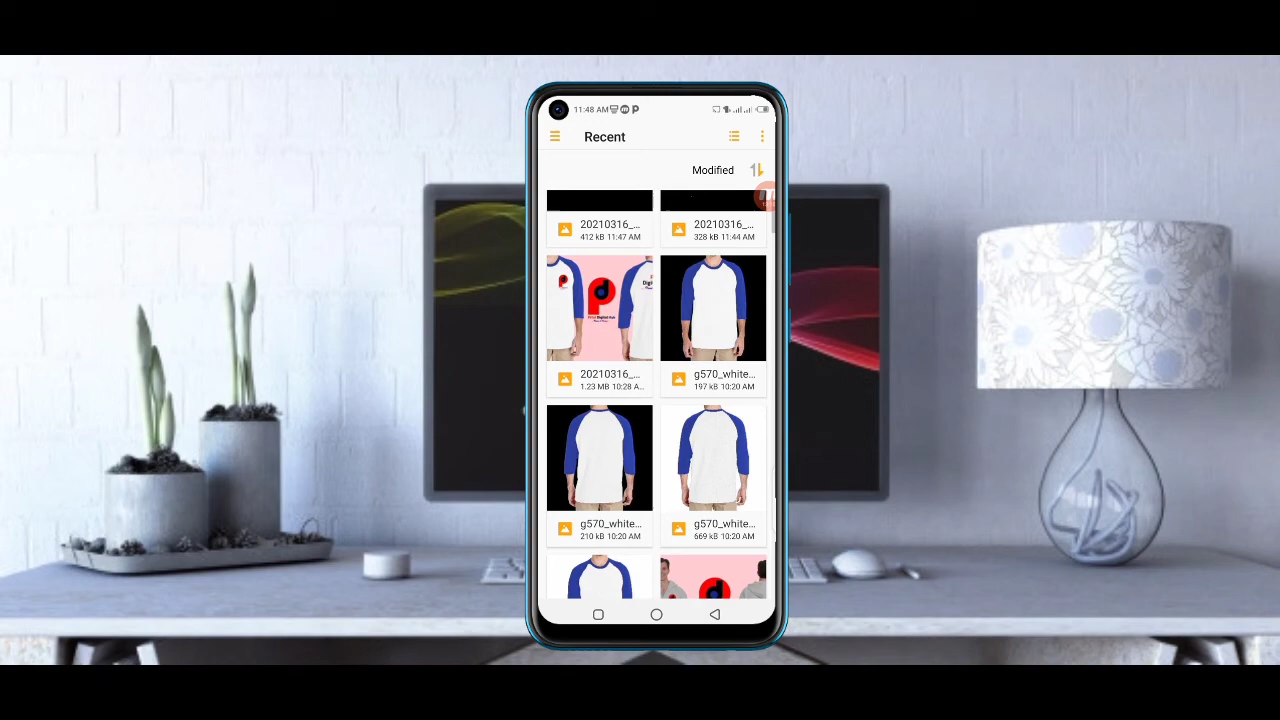 11:48 AM
Recent
Modified
20210316_...
412 kB 11:47 AM
20210316_...
328 kB 11:44 AM
20210316_...
1.23 MB 10:28 A...
g570_white...
197 kB 10:20 AM
g570_white...
210 kB 10:20 AM
g570_white...
669 kB 10:20 AM